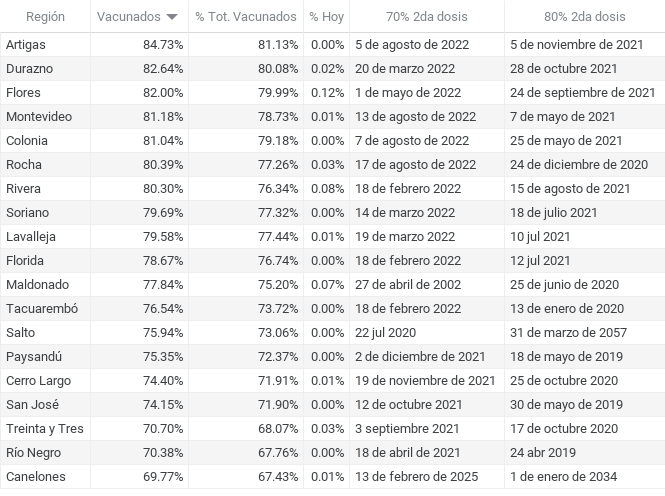 Región Vacunados % Tot. Vacunados % Hoy 70% 2da dosis 80% 2da dosis
Artigas 84.73% 81.13% 0.00% 5 de agosto de 2022 5 de noviembre de 2021
Durazno 82.64% 80.08% 0.02% 20 de marzo 2022 28 de octubre 2021
Flores 82.00% 79.99% 0.12% 1 de mayo de 2022 24 de septiembre de 2021
Montevideo 81.18% 78.73% 0.01% 13 de agosto de 2022 7 de mayo de 2021
Colonia 81.04% 79.18% 0.00% 7 de agosto de 2022 25 de mayo de 2021
Rocha 80.39% 77.26% 0.03% 17 de agosto de 2022 24 de diciembre de 2020
Rivera 80.30% 76.34% 0.08% 18 de febrero 2022 15 de agosto de 2021
Soriano 79.69% 77.32% 0.00% 14 de marzo de 2022 18 de julio 2021
Lavalleja 79.58% 77.44% 0.01% 19 de marzo de 2022 10 jul 2021
Florida 78.67% 76.74% 0.00% 18 de febrero de 2022 12 jul 2021
Maldonado 77.84% 75.20% 0.07% 27 de abril de 2002 25 de junio de 2020
Tacuarembó 76.54% 73.72% 0.00% 18 de febrero 2022 13 de enero de 2020
Salto 75.94% 73.06% 0.00% 22 jul 2020 31 de marzo de 2057
Paysandú 75.35% 72.37% 0.00% 2 de diciembre de 2021 18 de mayo de 2019
Cerro Largo 74.40% 71.91% 0.01% 19 de noviembre de 2021 25 de octubre 2020
San José 74.15% 71.90% 0.00% 12 de octubre 2021 30 de mayo de 2019
Treinta y Tres 70.70% 68.07% 0.03% 3 septiembre 2021 17 de octubre 2020
Río Negro 70.38% 67.76% 0.00% 18 de abril de 2021 24 abr 2019
Canelones 69.77% 67.43% 0.01% 13 de febrero de 2025 1 de enero de 2034